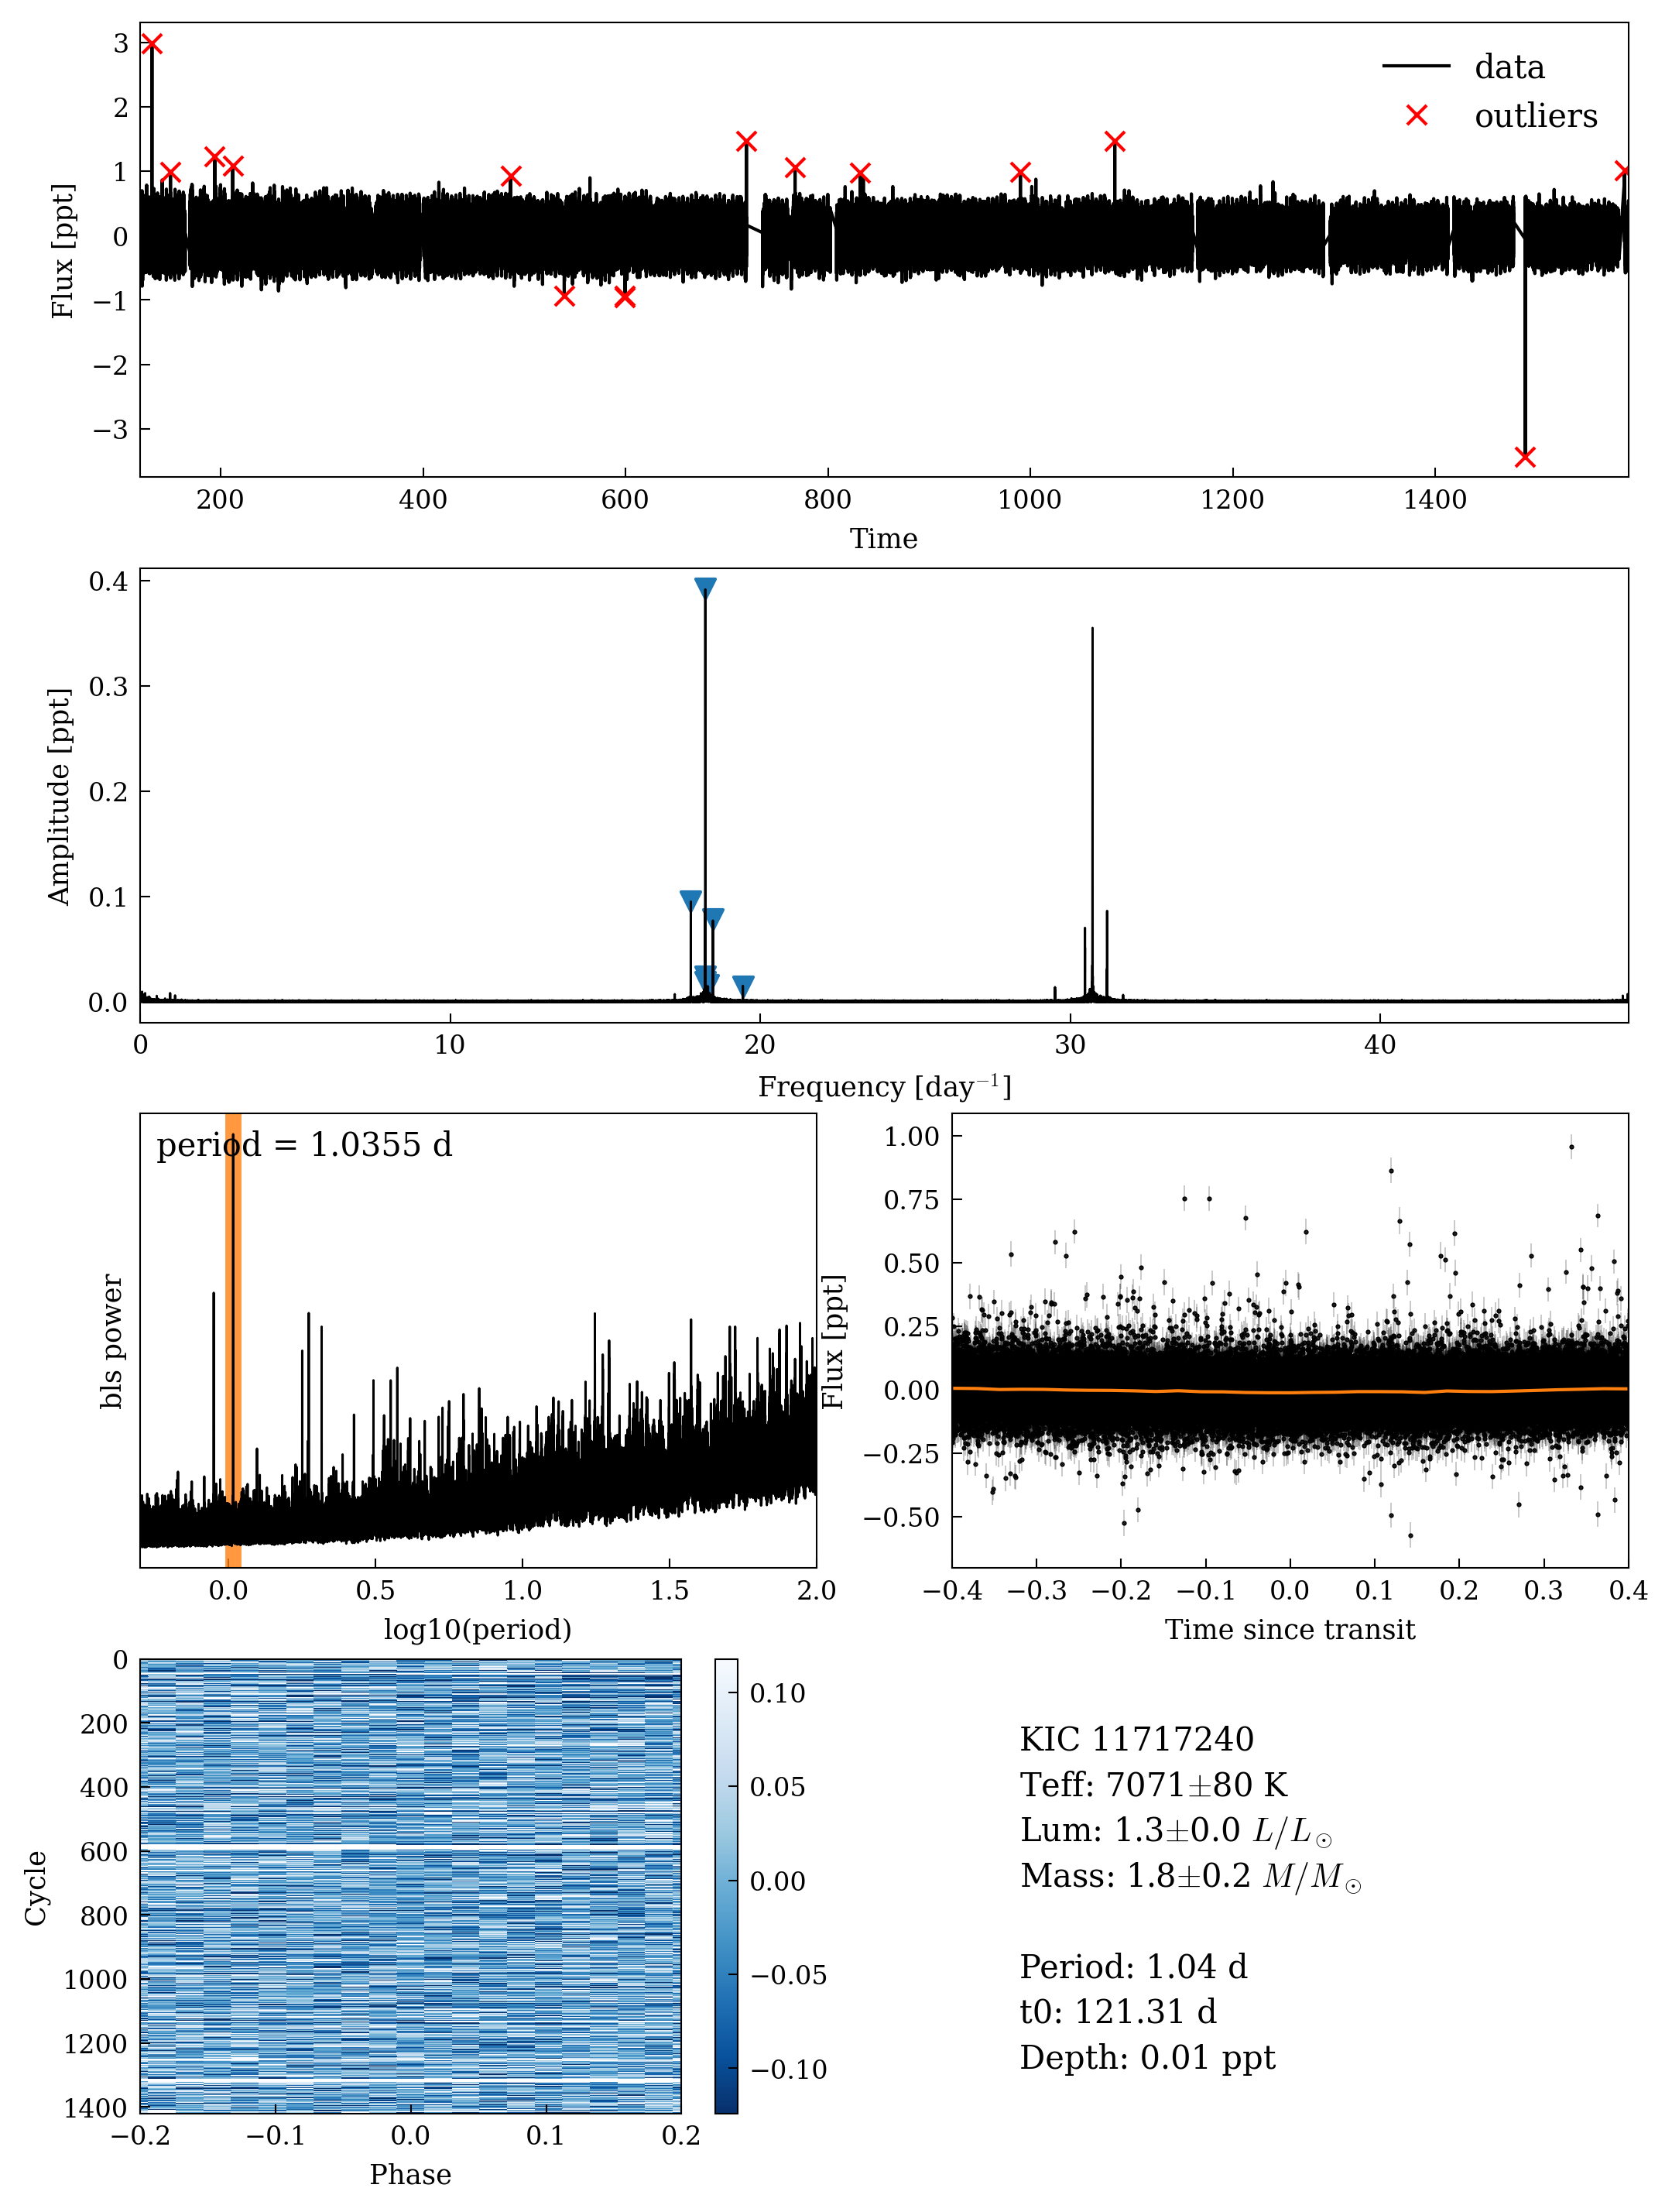 3
2
1
0
−1
−2
−3
Flux [ppt]
data
outliers
200 400 600 800 1000 1200 1400
Time
0.4
0.3
0.2
0.1
0.0
Amplitude [ppt]
0 10 20 30 40
Frequency [day⁻¹]
period = 1.0355 d
bls power
0.0 0.5 1.0 1.5 2.0
log10(period)
1.00
0.75
0.50
0.25
0.00
−0.25
−0.50
Flux [ppt]
−0.4 −0.3 −0.2 −0.1 0.0 0.1 0.2 0.3 0.4
Time since transit
0
200
400
600
800
1000
1200
1400
Cycle
−0.2 −0.1 0.0 0.1 0.2
Phase
0.10
0.05
0.00
−0.05
−0.10
KIC 11717240
Teff: 7071±80 K
Lum: 1.3±0.0 L/L⊙
Mass: 1.8±0.2 M/M⊙
Period: 1.04 d
t0: 121.31 d
Depth: 0.01 ppt